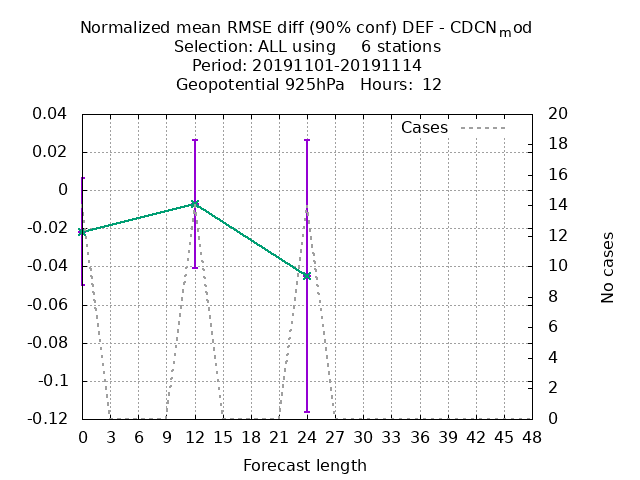 Normalized mean RMSE diff (90% conf) DEF - CDCNmod
Selection: ALL using     6 stations
Period: 20191101-20191114
Geopotential 925hPa   Hours:  12
Cases
0.04
0.02
0
-0.02
-0.04
-0.06
-0.08
-0.1
-0.12
20
18
16
14
12
10
8
6
4
2
0
No cases
0 3 6 9 12 15 18 21 24 27 30 33 36 39 42 45 48
Forecast length